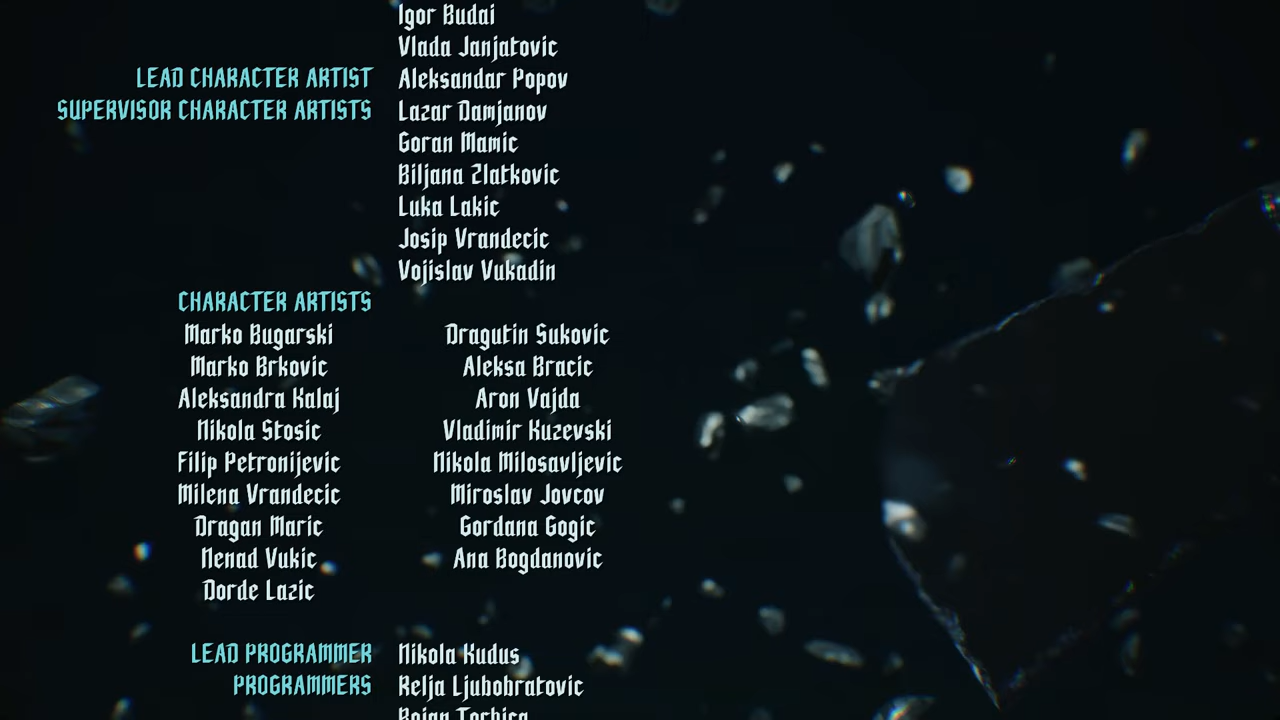 Igor Budai
Vlada Janjatovic
LEAD CHARACTER ARTIST Aleksandar Popov
SUPERVISOR CHARACTER ARTISTS Lazar Damjanov
Goran Mamic
Biljana Zlatkovic
Luka Lakic
Josip Vrandecic
Vojislav Vukadin
CHARACTER ARTISTS
Marko Bugarski Dragutin Sukovic
Marko Brkovic Aleksa Bracic
Aleksandra Kalaj Aron Vajda
Nikola Stosic Vladimir Kuzevski
Filip Petronijevic Nikola Milosavljevic
Milena Vrandecic Miroslav Jovcov
Dragan Maric Gordana Gogic
Nenad Vukic Ana Bogdanovic
Dorde Lazic
LEAD PROGRAMMER Nikola Kudus
PROGRAMMERS Relja Ljubobratovic
Bojan Torbica